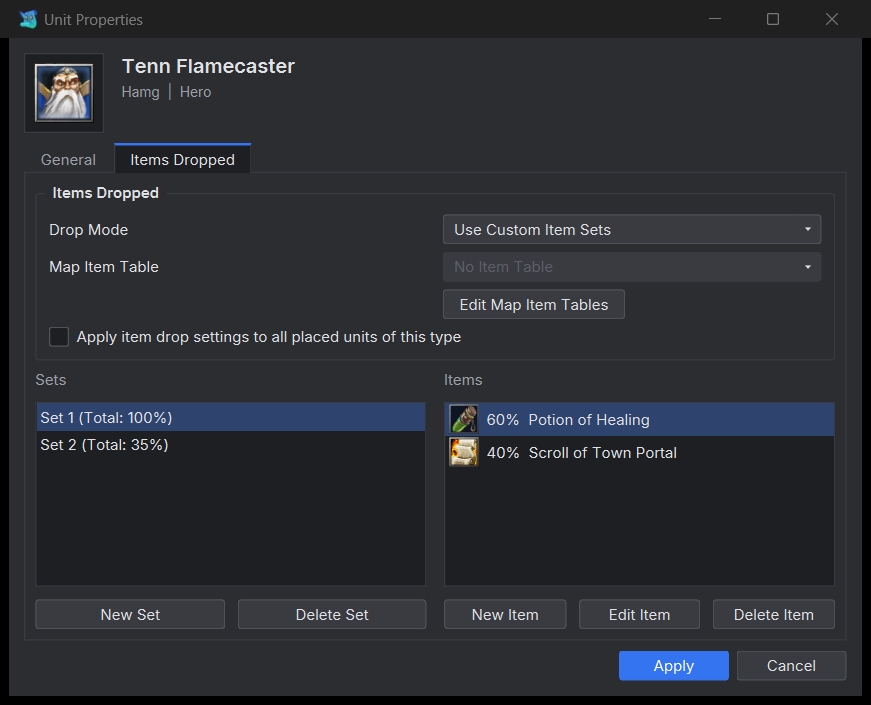 Unit Properties
Tenn Flamecaster
Hamg | Hero
General
Items Dropped
Items Dropped
Drop Mode
Use Custom Item Sets
Map Item Table
No Item Table
Edit Map Item Tables
Apply item drop settings to all placed units of this type
Sets
Set 1 (Total: 100%)
Set 2 (Total: 35%)
New Set
Delete Set
Items
60% Potion of Healing
40% Scroll of Town Portal
New Item
Edit Item
Delete Item
Apply
Cancel